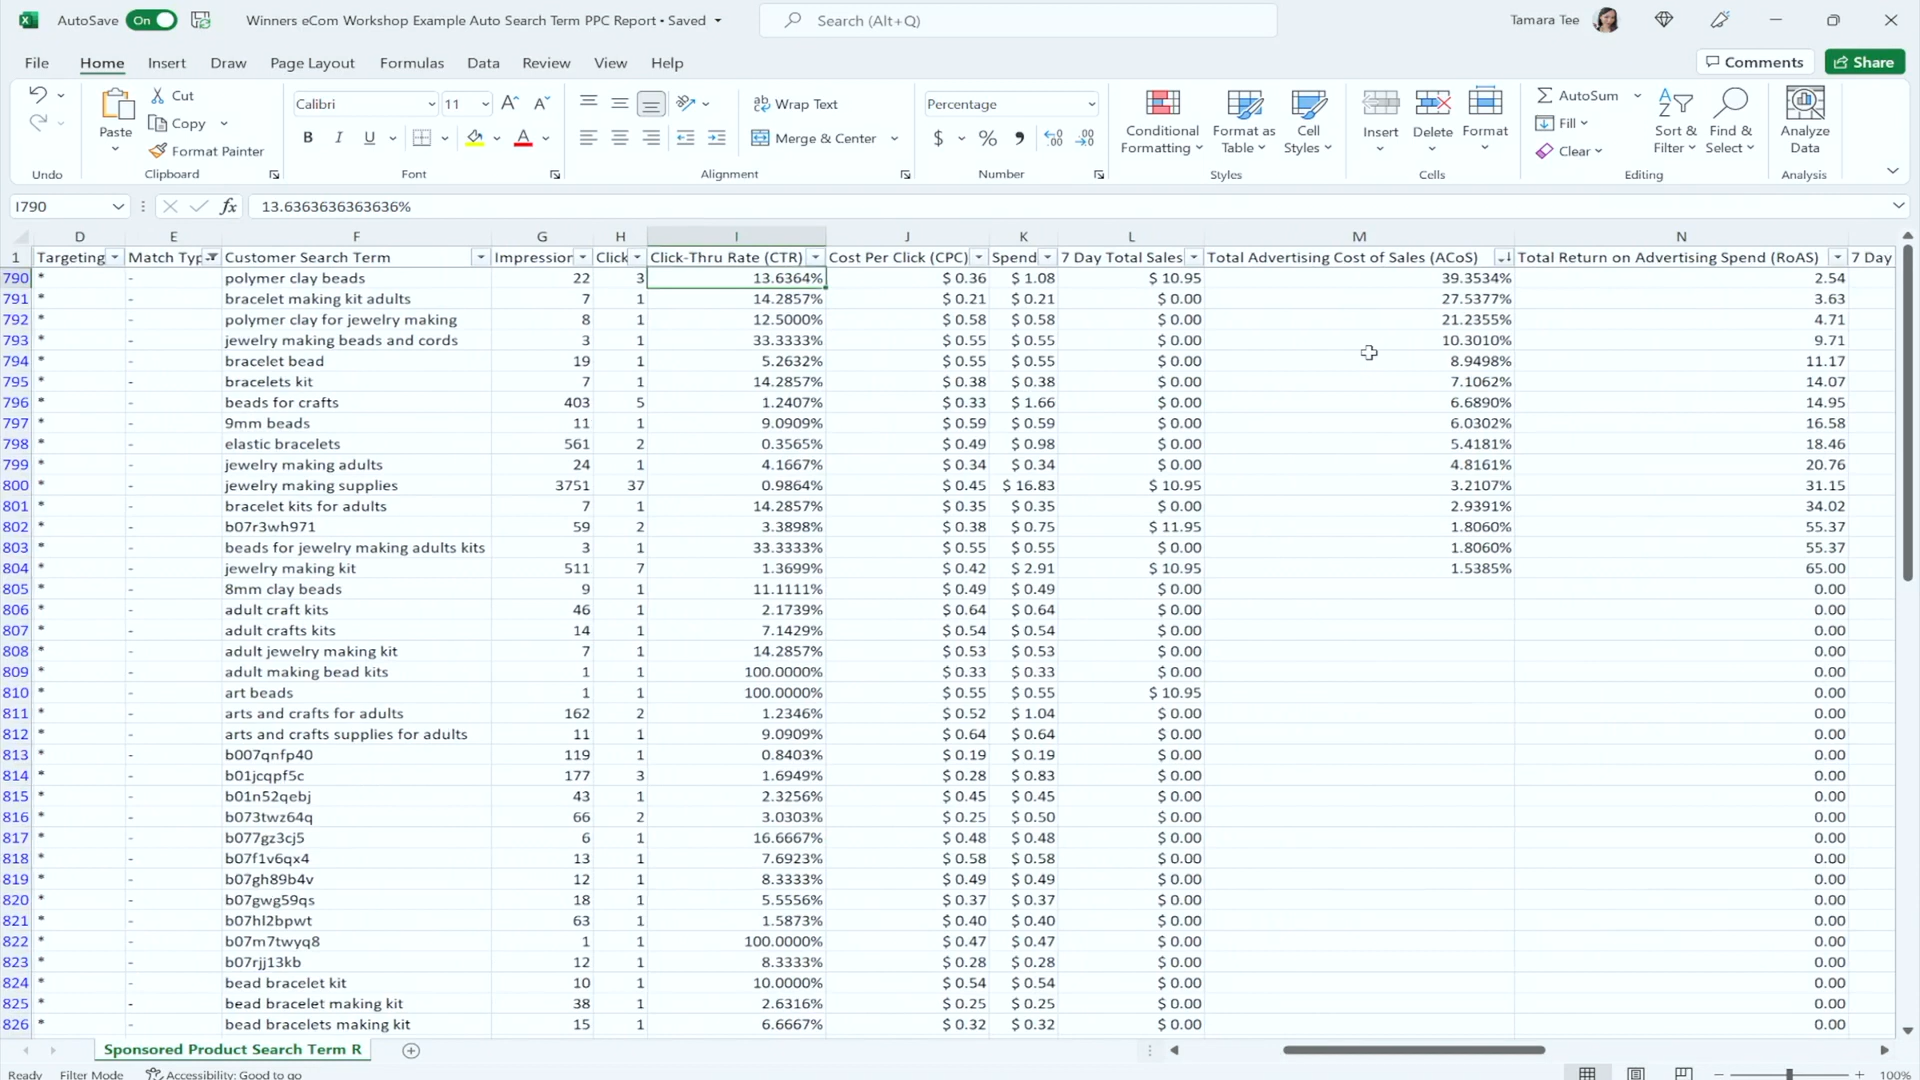 AutoSave On Winners eCom Workshop Example Auto Search Term PPC Report • Saved Search (Alt+Q) Tamara Tee
File Home Insert Draw Page Layout Formulas Data Review View Help Comments Share
Cut Calibri 11 Wrap Text Percentage AutoSum
Paste Copy Conditional Formatting Format as Table Cell Styles Insert Delete Format Fill Sort & Filter Find & Select Analyze Data
Format Painter B I U Merge & Center $ % Clear
Undo Clipboard Font Alignment Number Styles Cells Editing Analysis
I790 fx 13.6363636363636%
D E F G H I J K L M N
1 Targeting Match Typ Customer Search Term Impression Click Click-Thru Rate (CTR) Cost Per Click (CPC) Spend 7 Day Total Sales Total Advertising Cost of Sales (ACoS) Total Return on Advertising Spend (RoAS) 7 Day
790 * - polymer clay beads 22 3 13.6364% $ 0.36 $ 1.08 $ 10.95 39.3534% 2.54
791 * - bracelet making kit adults 7 1 14.2857% $ 0.21 $ 0.21 $ 0.00 27.5377% 3.63
792 * - polymer clay for jewelry making 8 1 12.5000% $ 0.58 $ 0.58 $ 0.00 21.2355% 4.71
793 * - jewelry making beads and cords 3 1 33.3333% $ 0.55 $ 0.55 $ 0.00 10.3010% 9.71
794 * - bracelet bead 19 1 5.2632% $ 0.55 $ 0.55 $ 0.00 8.9498% 11.17
795 * - bracelets kit 7 1 14.2857% $ 0.38 $ 0.38 $ 0.00 7.1062% 14.07
796 * - beads for crafts 403 5 1.2407% $ 0.33 $ 1.66 $ 0.00 6.6890% 14.95
797 * - 9mm beads 11 1 9.0909% $ 0.59 $ 0.59 $ 0.00 6.0302% 16.58
798 * - elastic bracelets 561 2 0.3565% $ 0.49 $ 0.98 $ 0.00 5.4181% 18.46
799 * - jewelry making adults 24 1 4.1667% $ 0.34 $ 0.34 $ 0.00 4.8161% 20.76
800 * - jewelry making supplies 3751 37 0.9864% $ 0.45 $ 16.83 $ 10.95 3.2107% 31.15
801 * - bracelet kits for adults 7 1 14.2857% $ 0.35 $ 0.35 $ 0.00 2.9391% 34.02
802 * - b07r3wh971 59 2 3.3898% $ 0.38 $ 0.75 $ 11.95 1.8060% 55.37
803 * - beads for jewelry making adults kits 3 1 33.3333% $ 0.55 $ 0.55 $ 0.00 1.8060% 55.37
804 * - jewelry making kit 511 7 1.3699% $ 0.42 $ 2.91 $ 10.95 1.5385% 65.00
805 * - 8mm clay beads 9 1 11.1111% $ 0.49 $ 0.49 $ 0.00 0.00
806 * - adult craft kits 46 1 2.1739% $ 0.64 $ 0.64 $ 0.00 0.00
807 * - adult crafts kits 14 1 7.1429% $ 0.54 $ 0.54 $ 0.00 0.00
808 * - adult jewelry making kit 7 1 14.2857% $ 0.53 $ 0.53 $ 0.00 0.00
809 * - adult making bead kits 1 1 100.0000% $ 0.33 $ 0.33 $ 0.00 0.00
810 * - art beads 1 1 100.0000% $ 0.55 $ 0.55 $ 10.95 0.00
811 * - arts and crafts for adults 162 2 1.2346% $ 0.52 $ 1.04 $ 0.00 0.00
812 * - arts and crafts supplies for adults 11 1 9.0909% $ 0.64 $ 0.64 $ 0.00 0.00
813 * - b007qnfp40 119 1 0.8403% $ 0.19 $ 0.19 $ 0.00 0.00
814 * - b01jcqpf5c 177 3 1.6949% $ 0.28 $ 0.83 $ 0.00 0.00
815 * - b01n52qebj 43 1 2.3256% $ 0.45 $ 0.45 $ 0.00 0.00
816 * - b073twz64q 66 2 3.0303% $ 0.25 $ 0.50 $ 0.00 0.00
817 * - b077gz3cj5 6 1 16.6667% $ 0.48 $ 0.48 $ 0.00 0.00
818 * - b07f1v6qx4 13 1 7.6923% $ 0.58 $ 0.58 $ 0.00 0.00
819 * - b07gh89b4v 12 1 8.3333% $ 0.49 $ 0.49 $ 0.00 0.00
820 * - b07gwg59qs 18 1 5.5556% $ 0.37 $ 0.37 $ 0.00 0.00
821 * - b07hl2bpwt 63 1 1.5873% $ 0.40 $ 0.40 $ 0.00 0.00
822 * - b07m7twyq8 1 1 100.0000% $ 0.47 $ 0.47 $ 0.00 0.00
823 * - b07rjj13kb 12 1 8.3333% $ 0.28 $ 0.28 $ 0.00 0.00
824 * - bead bracelet kit 10 1 10.0000% $ 0.54 $ 0.54 $ 0.00 0.00
825 * - bead bracelet making kit 38 1 2.6316% $ 0.25 $ 0.25 $ 0.00 0.00
826 * - bead bracelets making kit 15 1 6.6667% $ 0.32 $ 0.32 $ 0.00 0.00
Sponsored Product Search Term R
Ready Filter Mode Accessibility: Good to go 100%